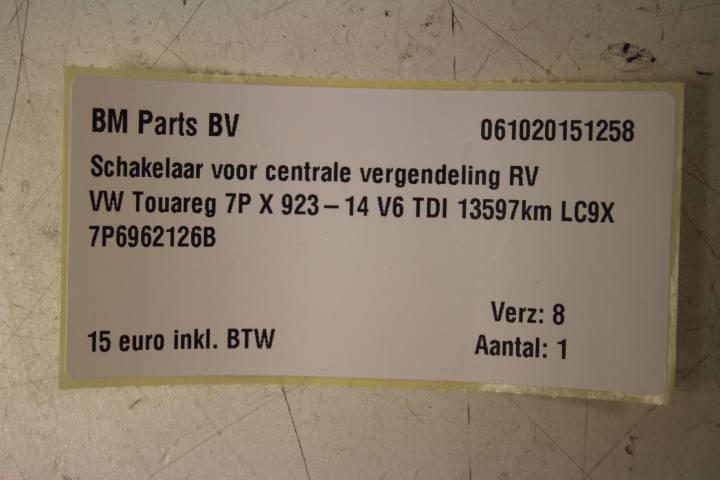 BM Parts BV 061020151258
Schakelaar voor centrale vergendeling RV
VW Touareg 7P X 923-14 V6 TDI 13597km LC9X
7P6962126B
Verz: 8
15 euro inkl. BTW Aantal: 1